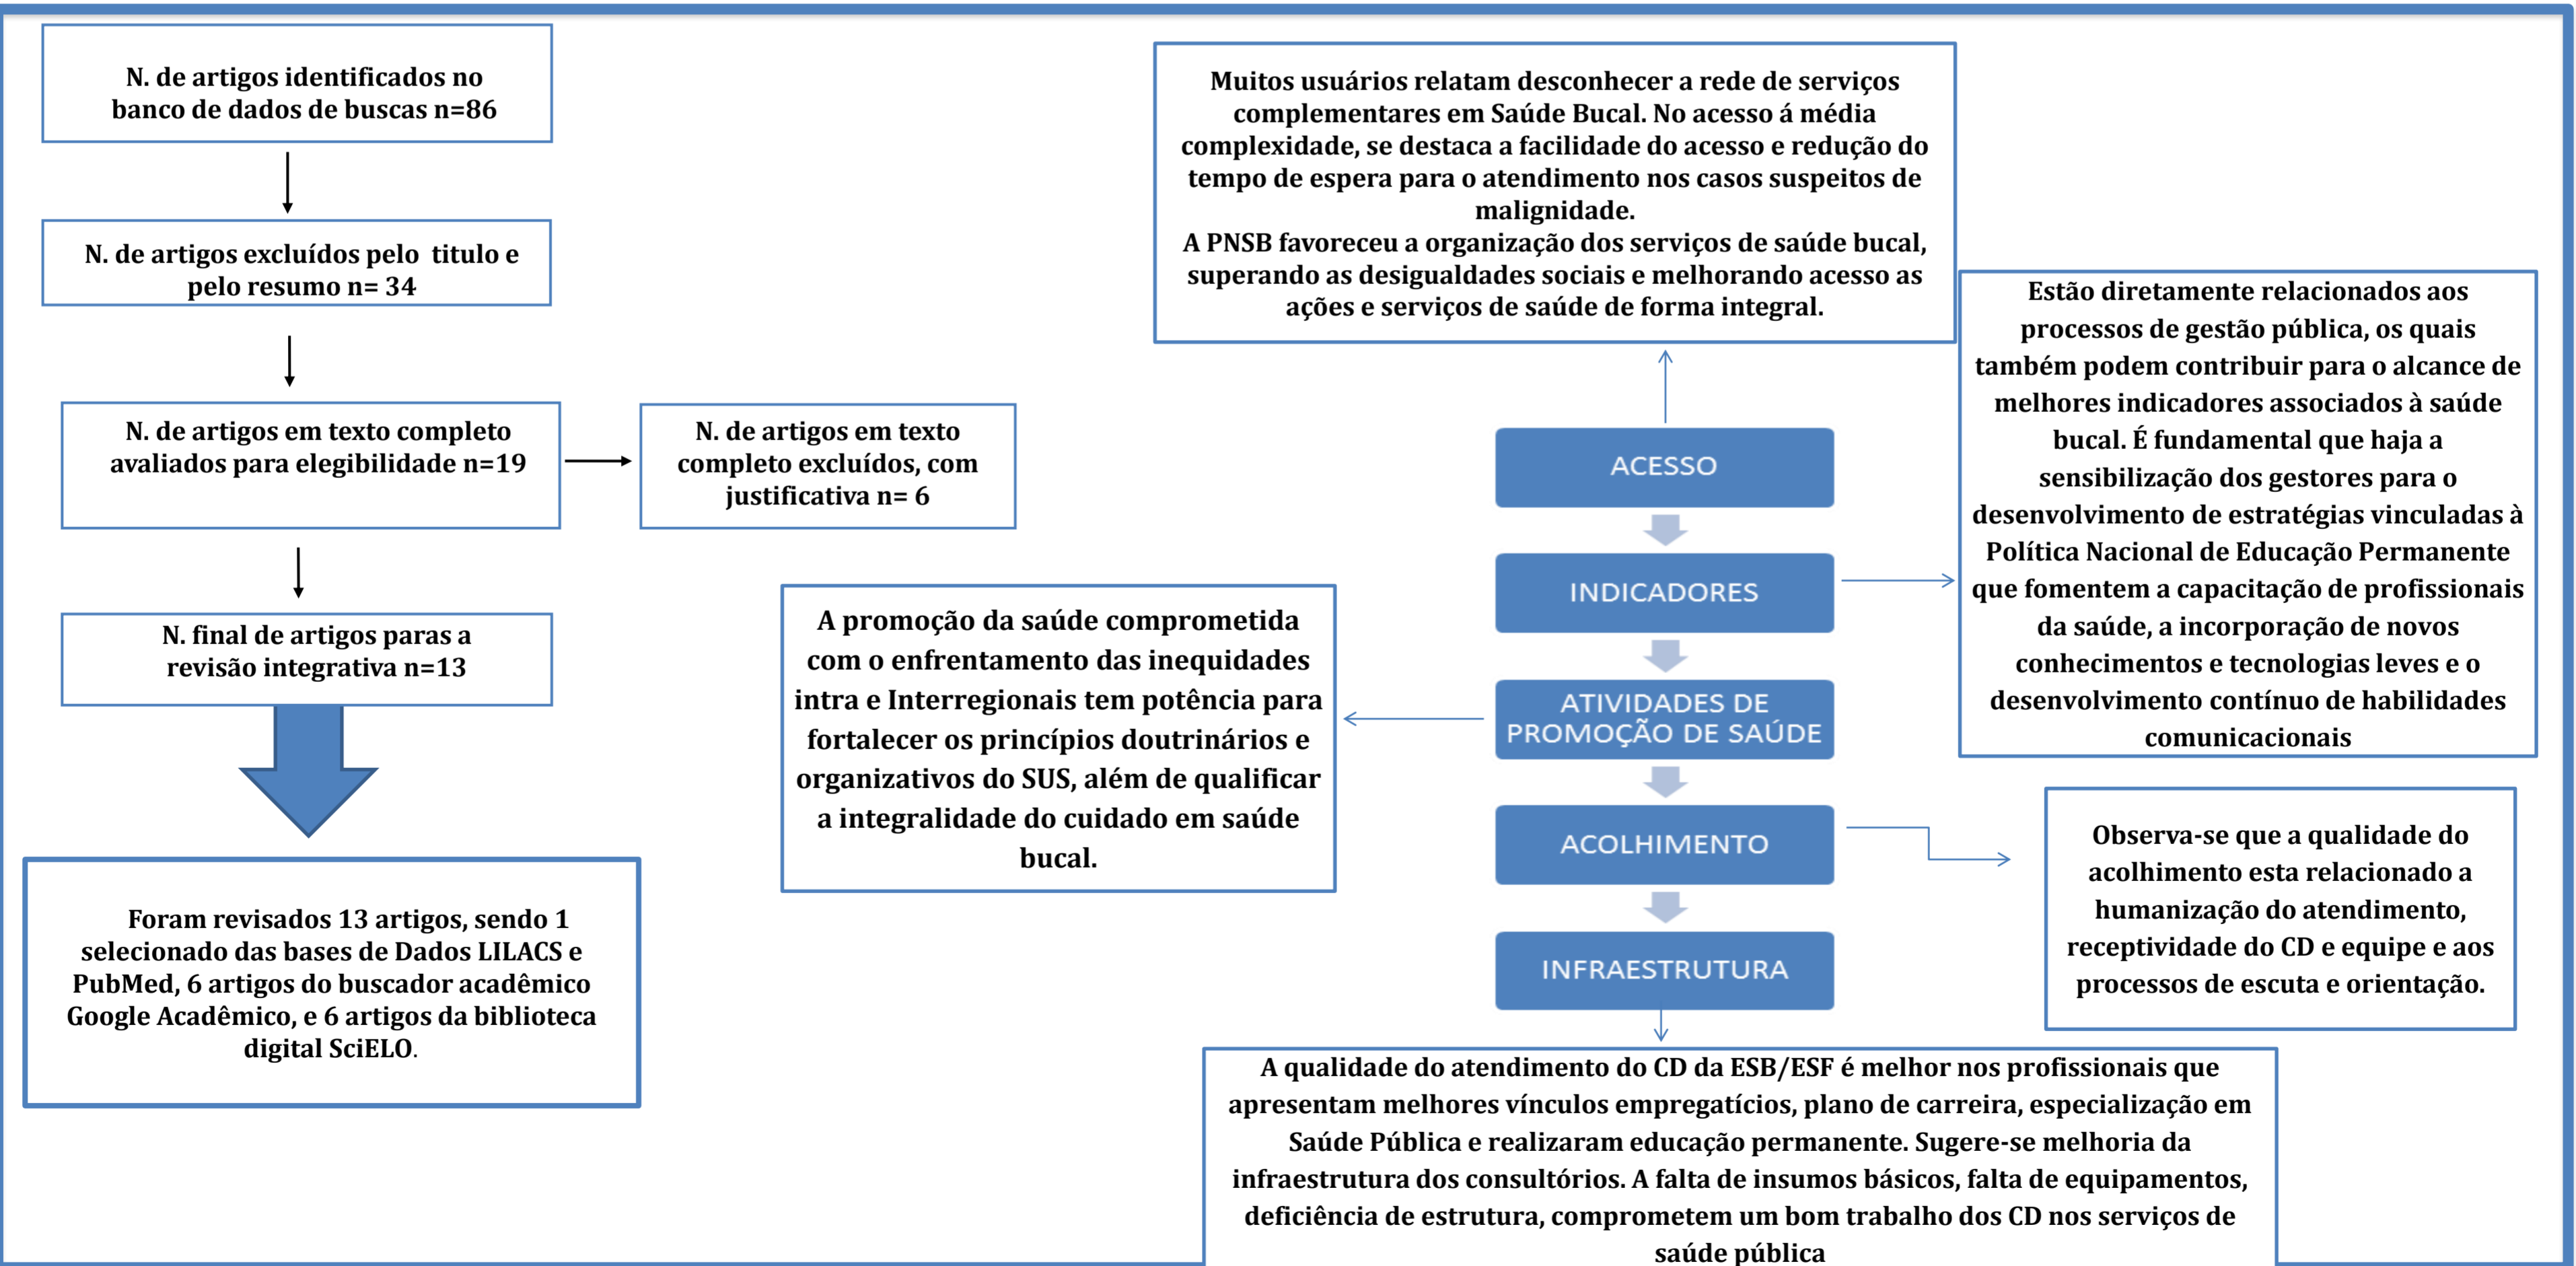 N. de artigos identificados no
banco de dados de buscas n=86
N. de artigos excluídos pelo titulo e
pelo resumo n= 34
N. de artigos em texto completo
avaliados para elegibilidade n=19
N. de artigos em texto
completo excluídos, com
justificativa n= 6
N. final de artigos paras a
revisão integrativa n=13
Foram revisados 13 artigos, sendo 1
selecionado das bases de Dados LILACS e
PubMed, 6 artigos do buscador acadêmico
Google Acadêmico, e 6 artigos da biblioteca
digital SciELO.
Muitos usuários relatam desconhecer a rede de serviços
complementares em Saúde Bucal. No acesso á média
complexidade, se destaca a facilidade do acesso e redução do
tempo de espera para o atendimento nos casos suspeitos de
malignidade.
A PNSB favoreceu a organização dos serviços de saúde bucal,
superando as desigualdades sociais e melhorando acesso as
ações e serviços de saúde de forma integral.
ACESSO
INDICADORES
Estão diretamente relacionados aos
processos de gestão pública, os quais
também podem contribuir para o alcance de
melhores indicadores associados à saúde
bucal. É fundamental que haja a
sensibilização dos gestores para o
desenvolvimento de estratégias vinculadas à
Política Nacional de Educação Permanente
que fomentem a capacitação de profissionais
da saúde, a incorporação de novos
conhecimentos e tecnologias leves e o
desenvolvimento contínuo de habilidades
comunicacionais
ATIVIDADES DE
PROMOÇÃO DE SAÚDE
A promoção da saúde comprometida
com o enfrentamento das inequidades
intra e Interregionais tem potência para
fortalecer os princípios doutrinários e
organizativos do SUS, além de qualificar
a integralidade do cuidado em saúde
bucal.
ACOLHIMENTO
Observa-se que a qualidade do
acolhimento esta relacionado a
humanização do atendimento,
receptividade do CD e equipe e aos
processos de escuta e orientação.
INFRAESTRUTURA
A qualidade do atendimento do CD da ESB/ESF é melhor nos profissionais que
apresentam melhores vínculos empregatícios, plano de carreira, especialização em
Saúde Pública e realizaram educação permanente. Sugere-se melhoria da
infraestrutura dos consultórios. A falta de insumos básicos, falta de equipamentos,
deficiência de estrutura, comprometem um bom trabalho dos CD nos serviços de
saúde pública